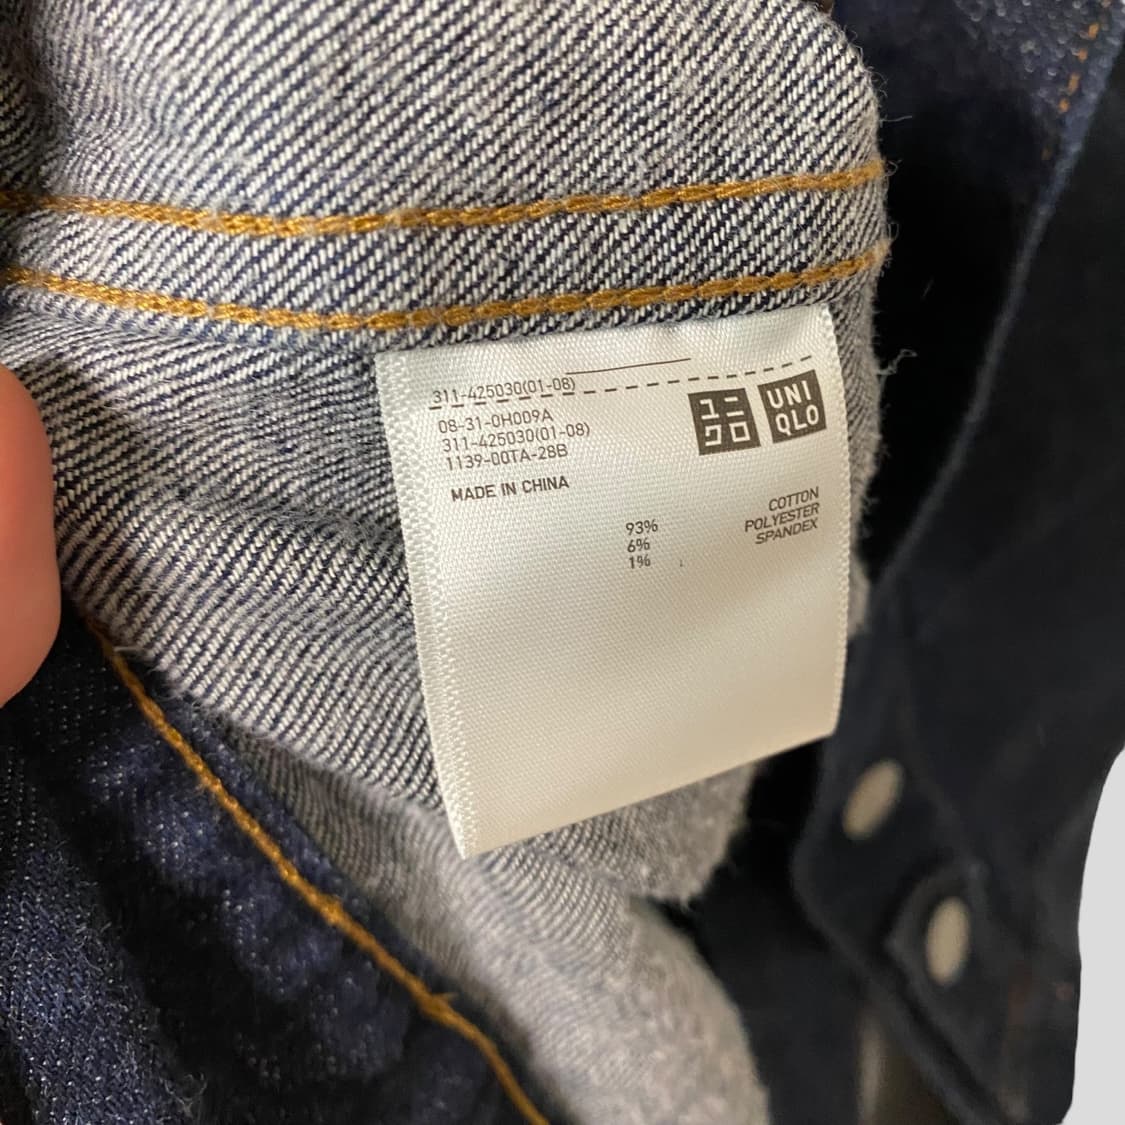 311-425030(01-08)
08-31-0H009A
311-425030(01-08)
1139-00TA-28B
MADE IN CHINA
ユニ
クロ
UNI
QLO
93% COTTON
6% POLYESTER
1% SPANDEX